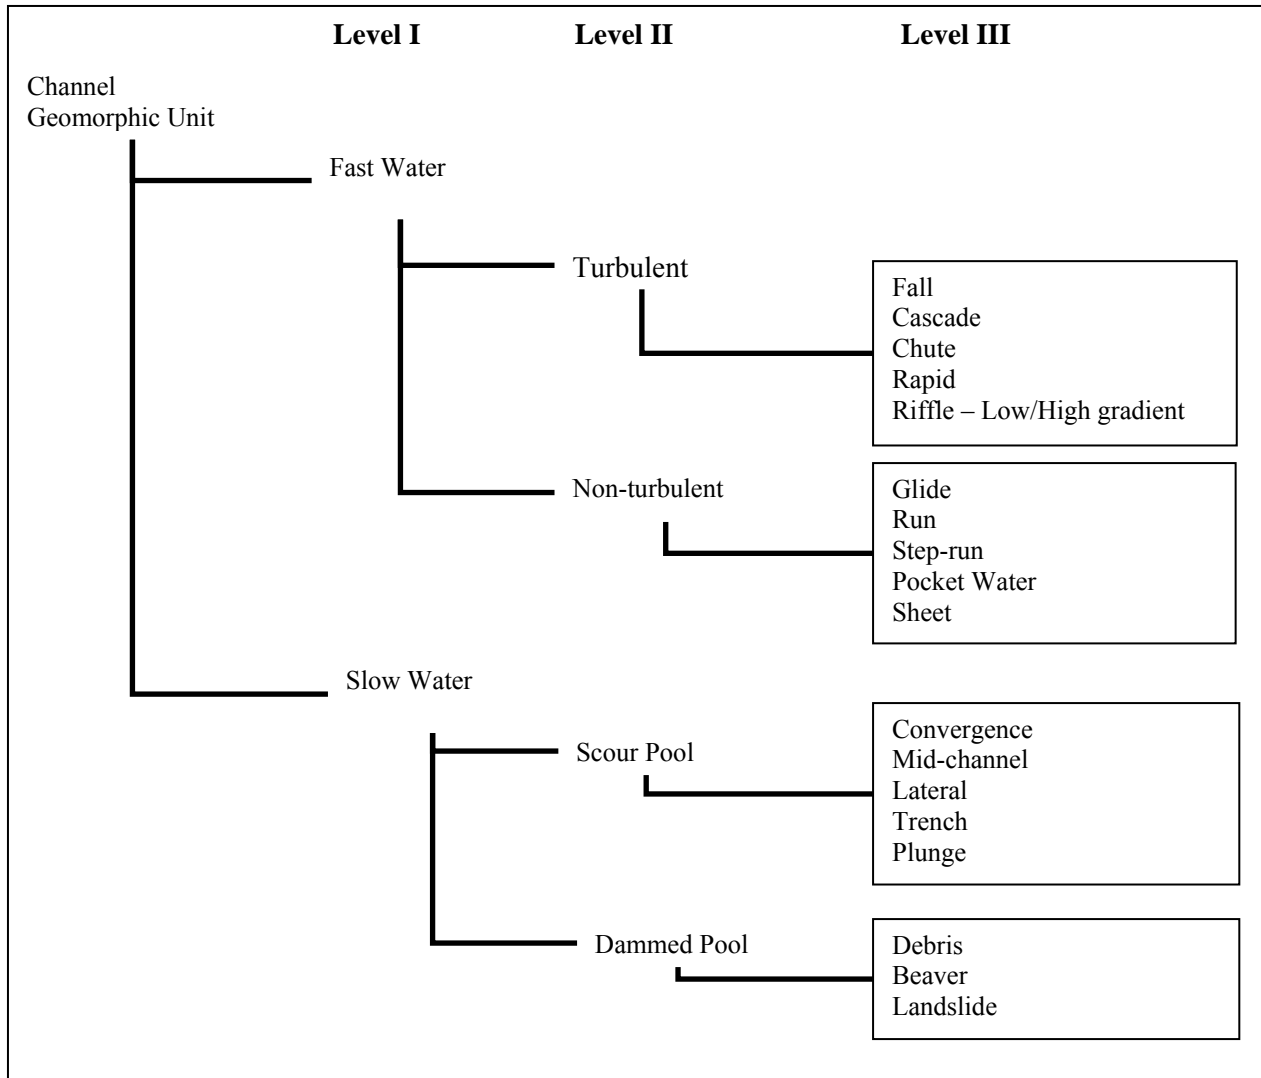 Level I Level II Level III
Channel
Geomorphic Unit
Fast Water
Turbulent
Fall
Cascade
Chute
Rapid
Riffle – Low/High gradient
Non-turbulent
Glide
Run
Step-run
Pocket Water
Sheet
Slow Water
Scour Pool
Convergence
Mid-channel
Lateral
Trench
Plunge
Dammed Pool
Debris
Beaver
Landslide